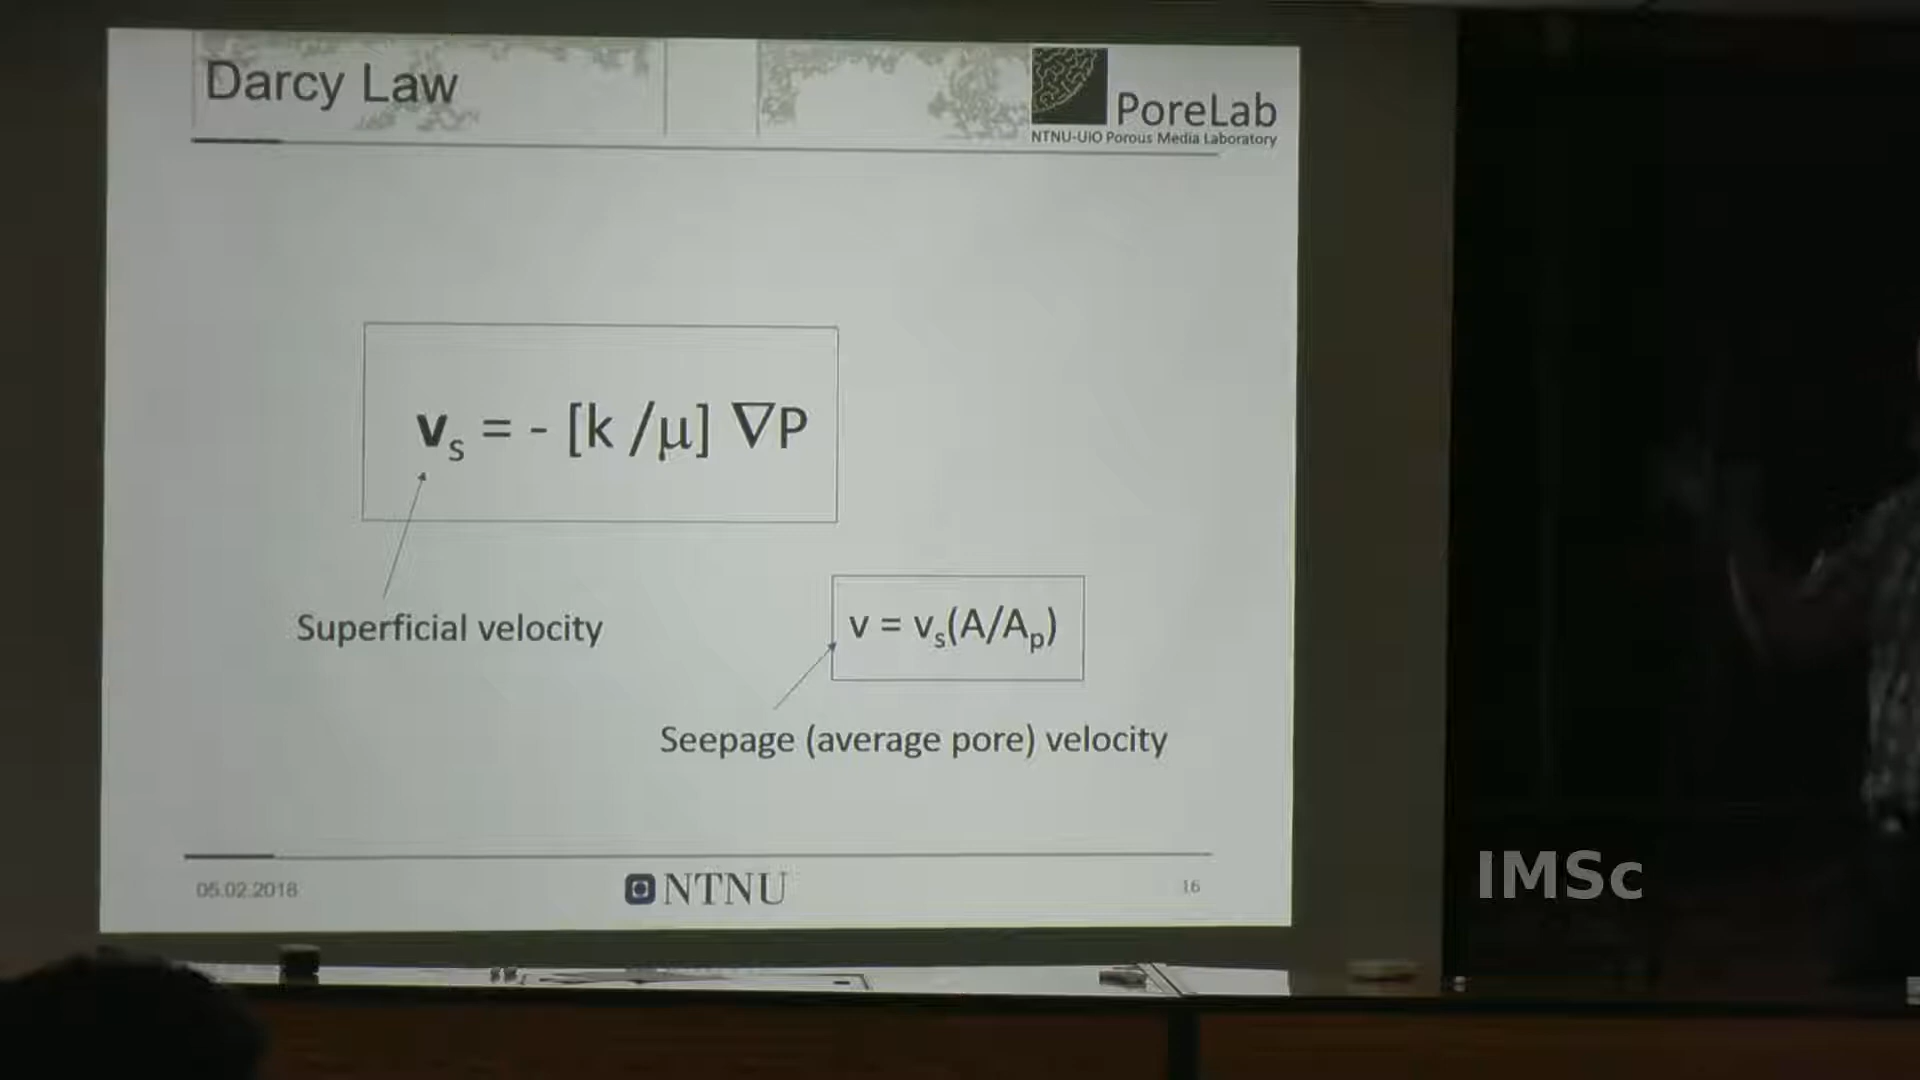 Darcy Law
PoreLab
NTNU-UIO Porous Media Laboratory
v_s = - [k /μ] ∇P
Superficial velocity
v = v_s(A/A_p)
Seepage (average pore) velocity
05.02.2018
NTNU
16
IMSc